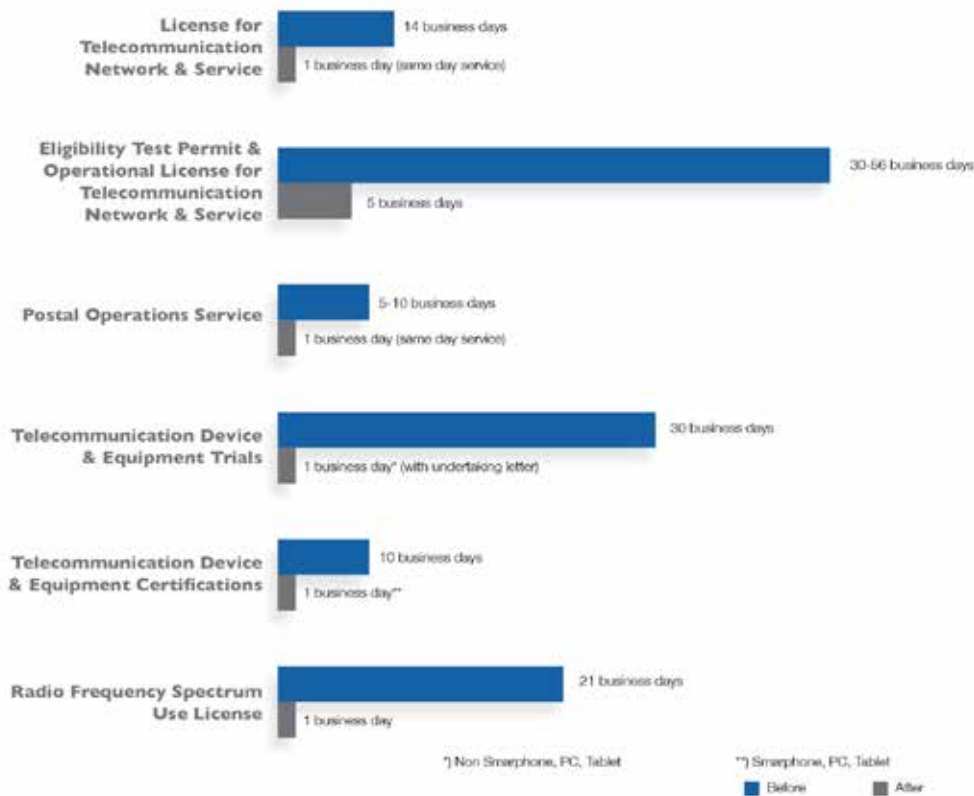 License for
Telecommunication
Network & Service
14 business days
1 business day (same day service)
Eligibility Test Permit &
Operational License for
Telecommunication
Network & Service
30-56 business days
5 business days
Postal Operations Service
5-10 business days
1 business day (same day service)
Telecommunication Device
& Equipment Trials
30 business days
1 business day* (with undertaking letter)
Telecommunication Device
& Equipment Certifications
10 business days
1 business day**
Radio Frequency Spectrum
Use License
21 business days
1 business day
*) Non Smarphone, PC, Tablet
**) Smarphone, PC, Tablet
Before
After